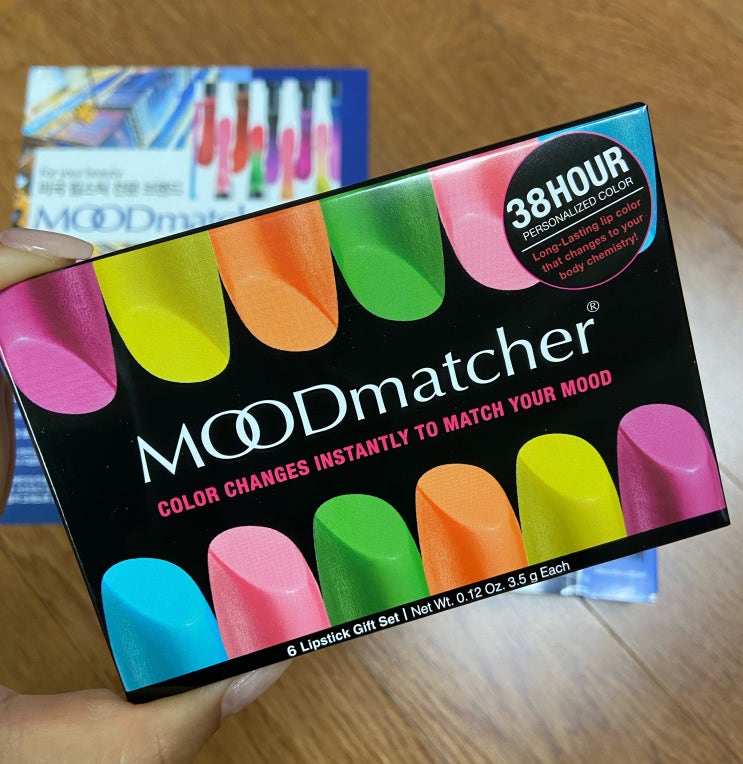 For your beauty
미국 립스틱 전문 브랜드
MOODmatcher
38HOUR
PERSONALIZED COLOR
Long-Lasting lip color
that changes to your
body chemistry!
MOODmatcher®
COLOR CHANGES INSTANTLY TO MATCH YOUR MOOD
6 Lipstick Gift Set | Net Wt. 0.12 Oz. 3.5 g Each